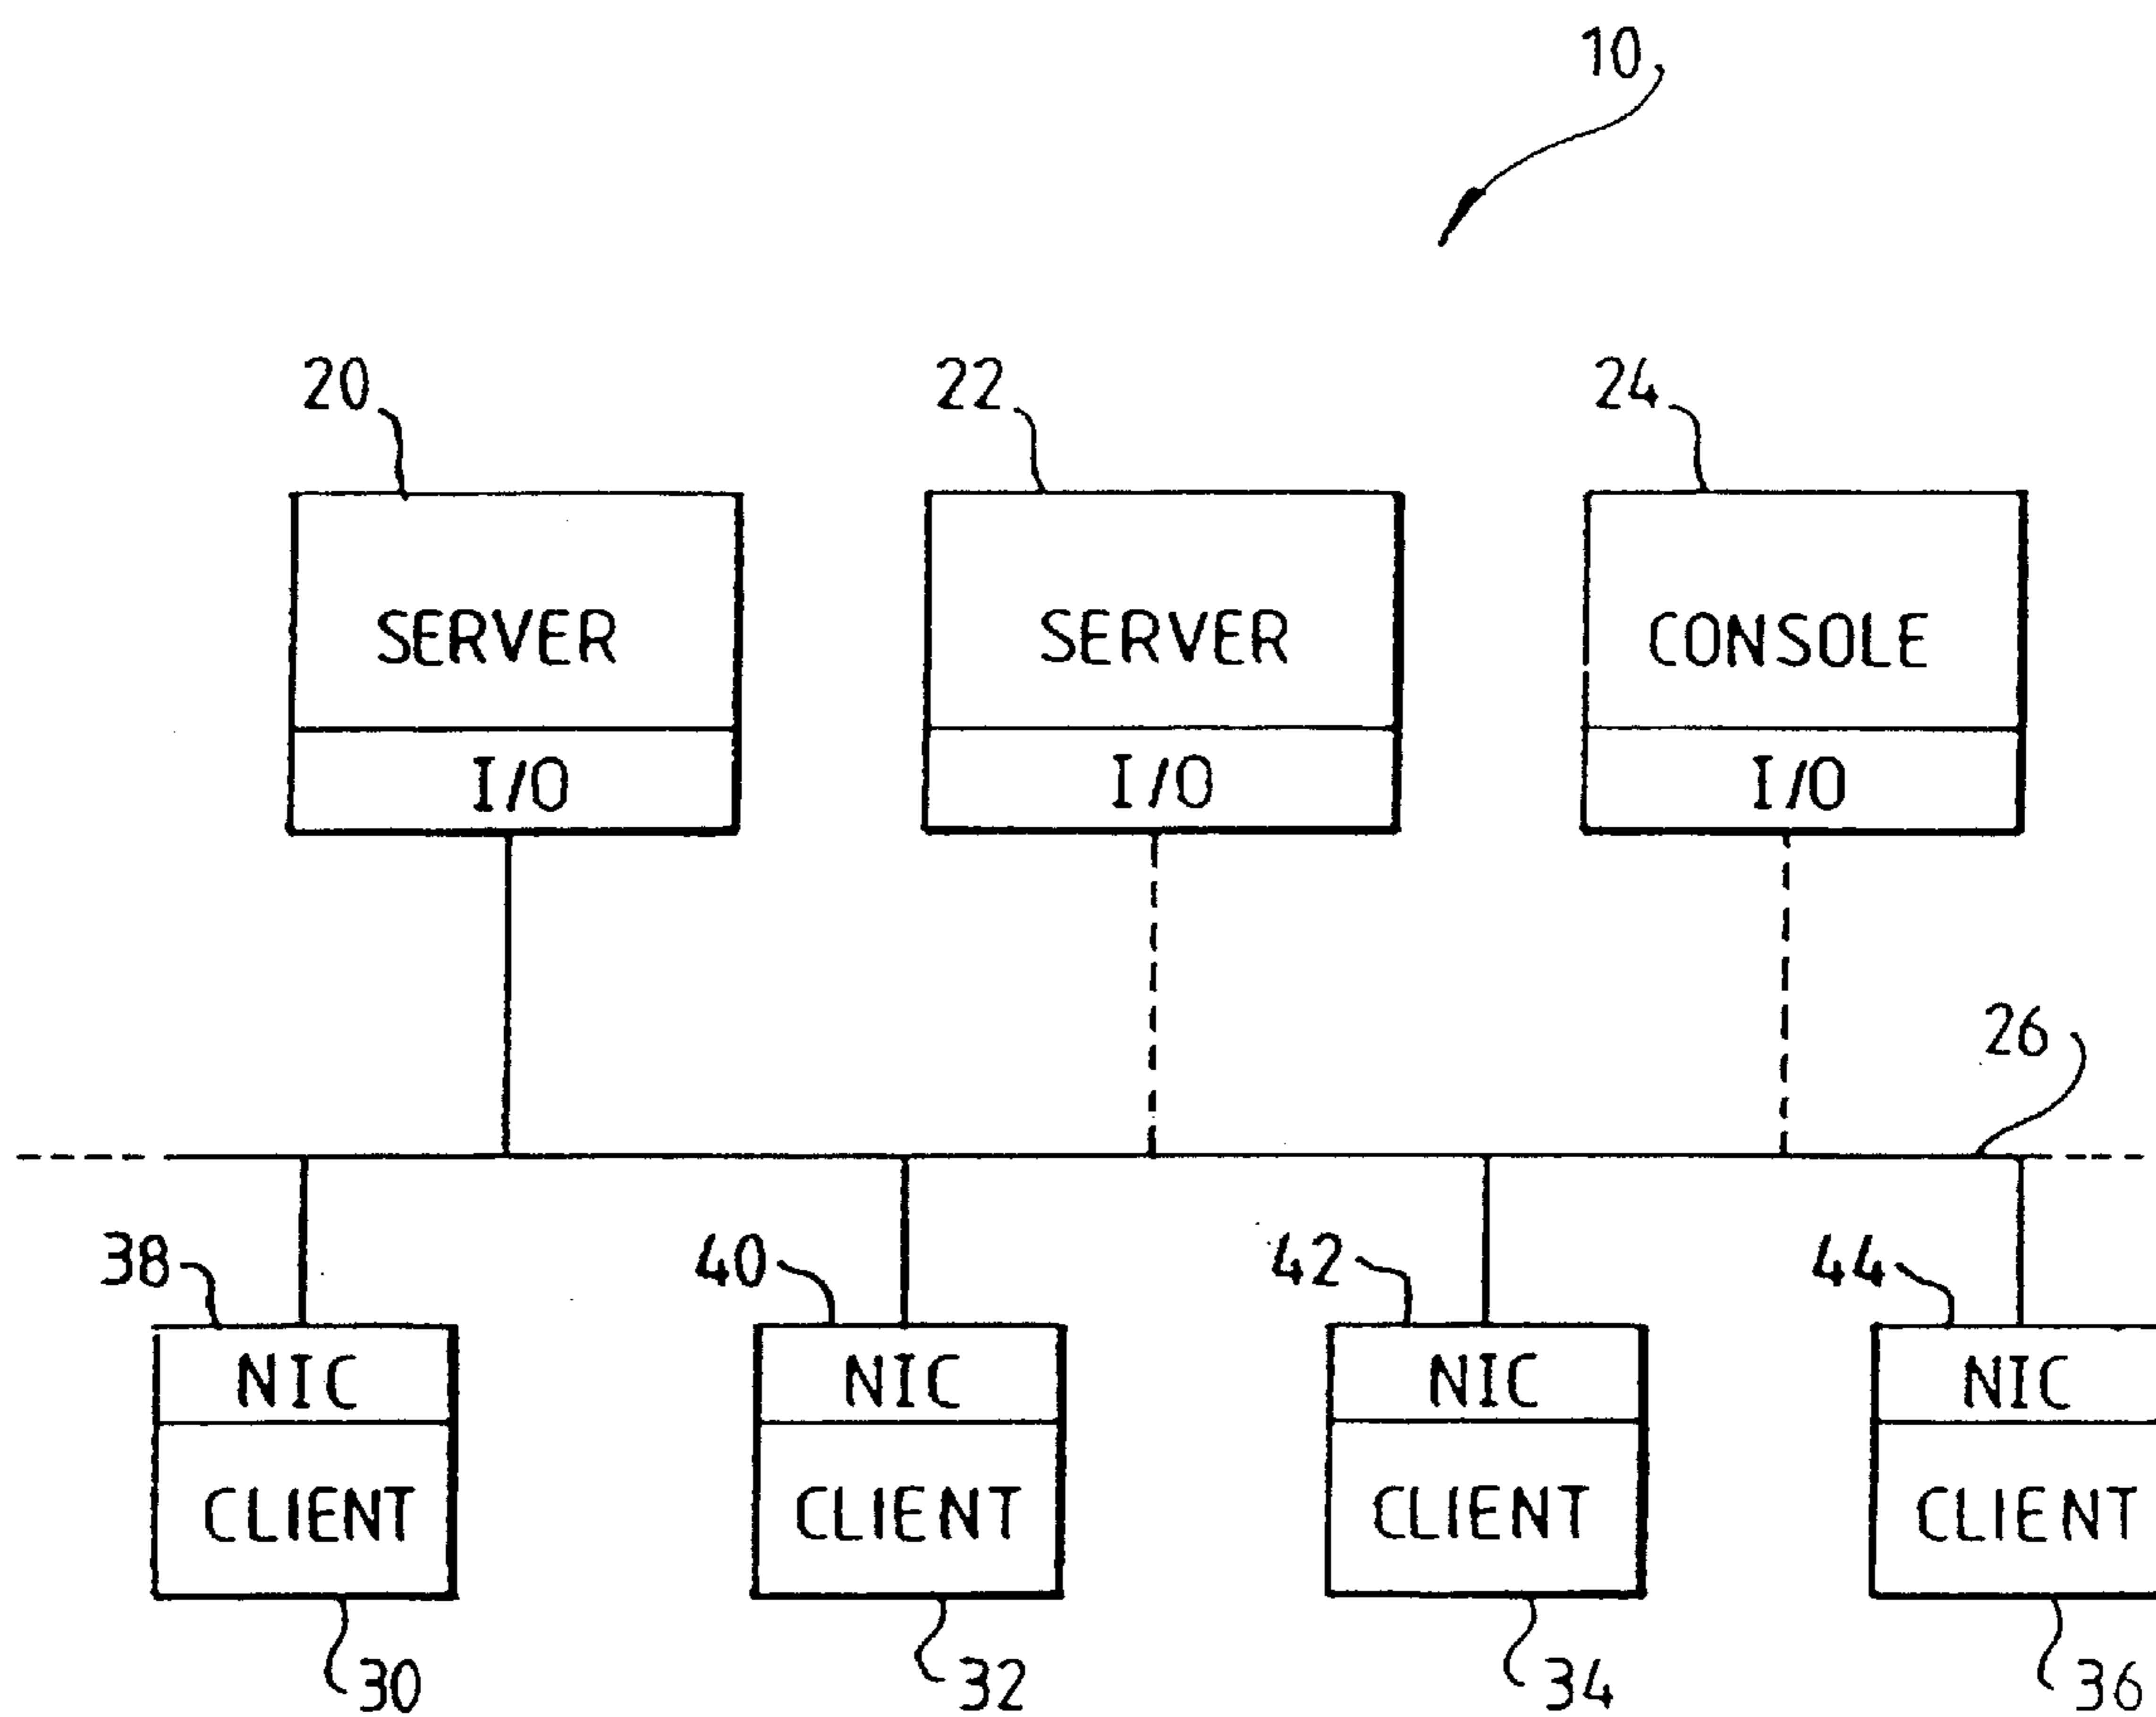 10
20 22 24
SERVER SERVER CONSOLE
I/O I/O I/O
26
38 40 42 44
NIC NIC NIC NIC
CLIENT CLIENT CLIENT CLIENT
30 32 34 36